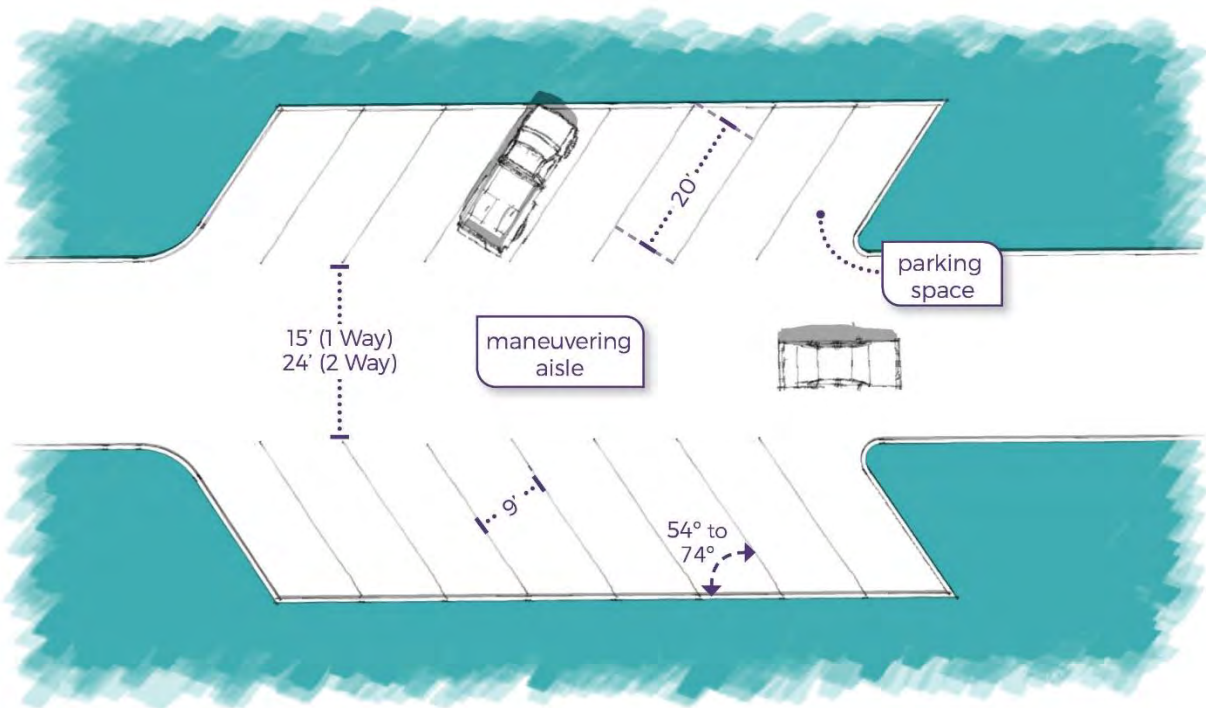 20'
parking
space
15' (1 Way)
24' (2 Way)
maneuvering
aisle
9'
54° to
74°